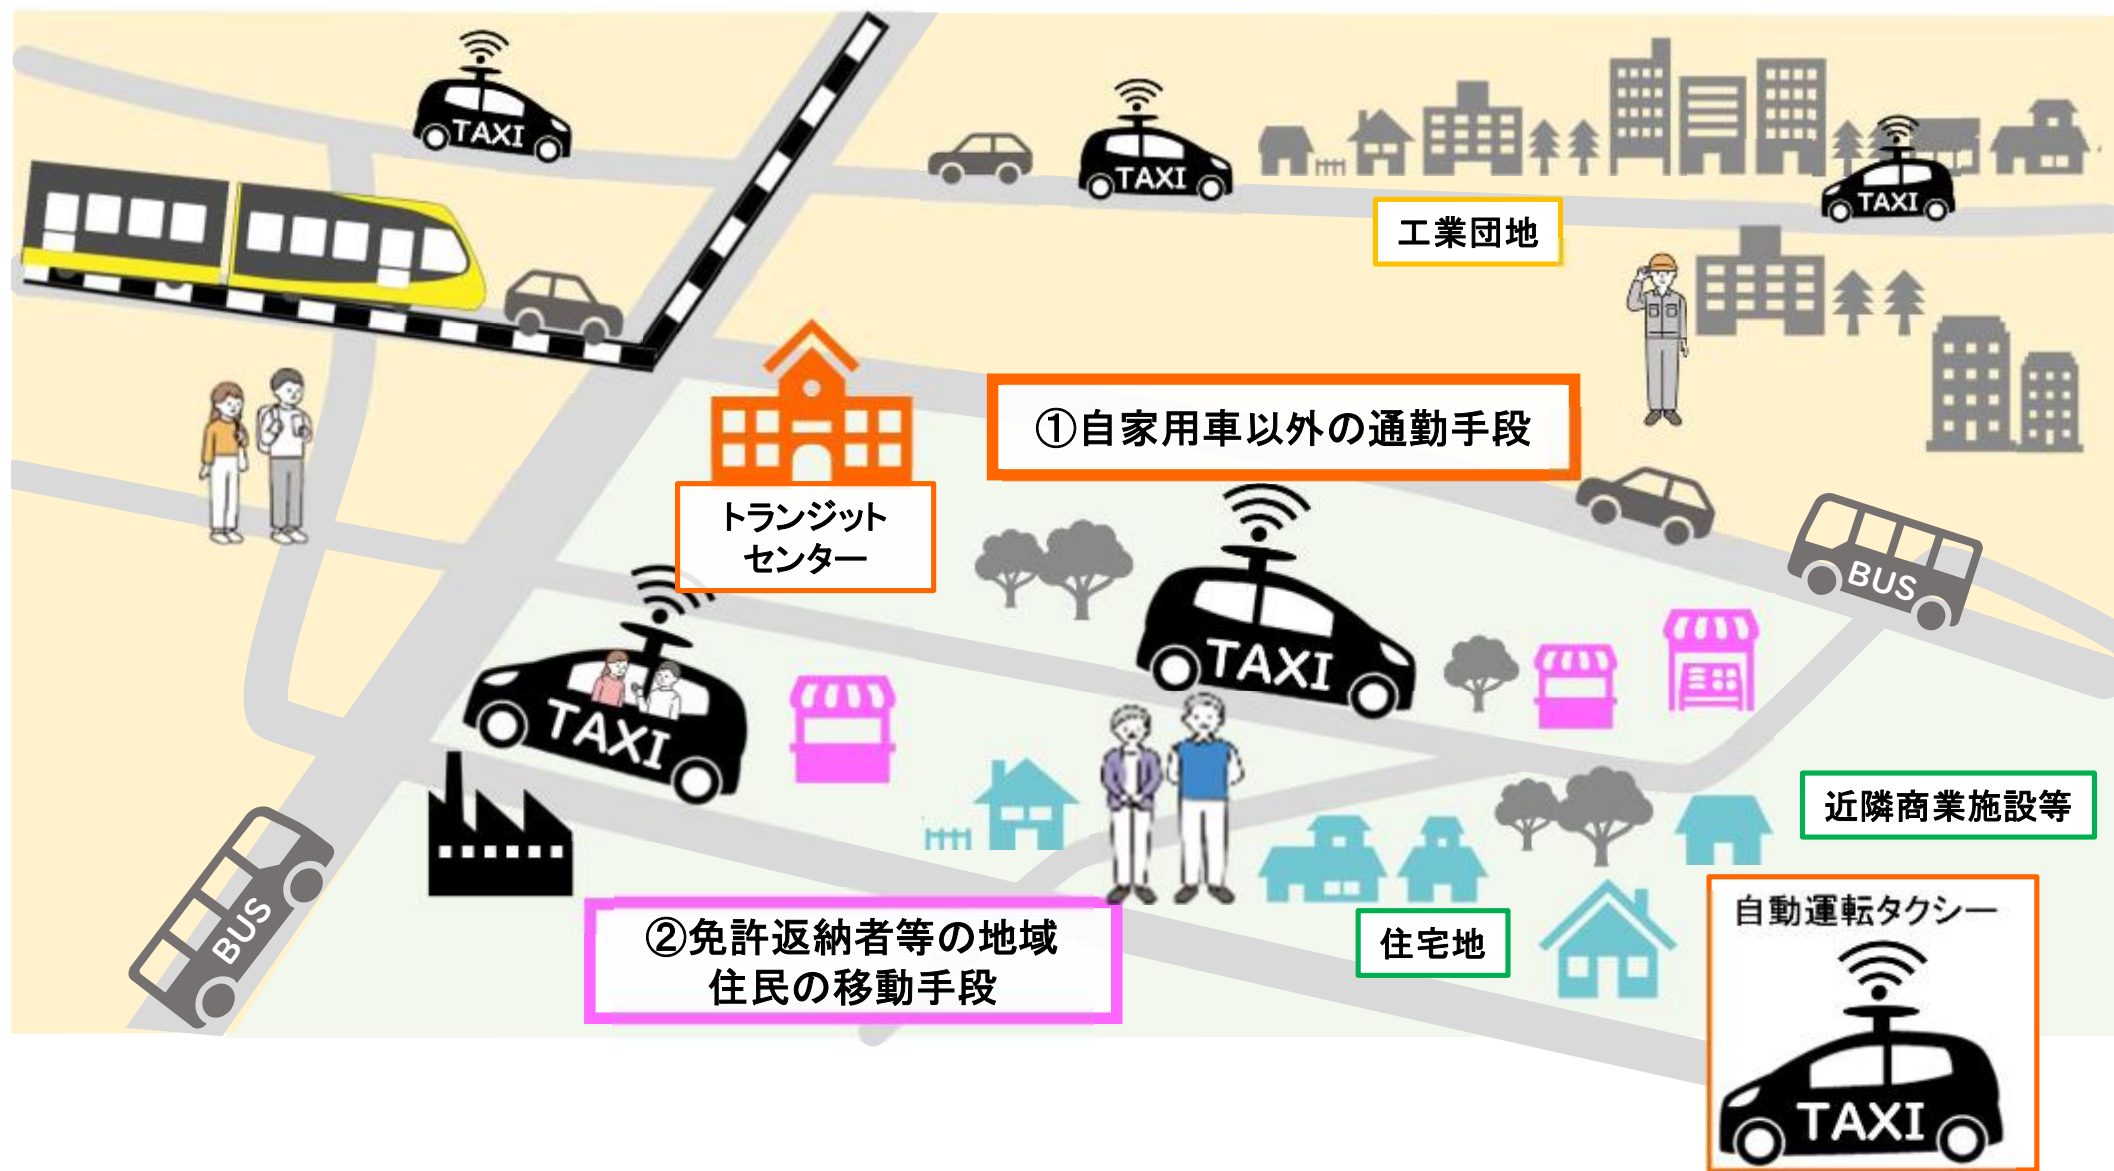 TAXI
TAXI
TAXI
工業団地
①自家用車以外の通勤手段
トランジット
センター
BUS
TAXI
TAXI
近隣商業施設等
BUS
②免許返納者等の地域
住民の移動手段
住宅地
自動運転タクシー
TAXI